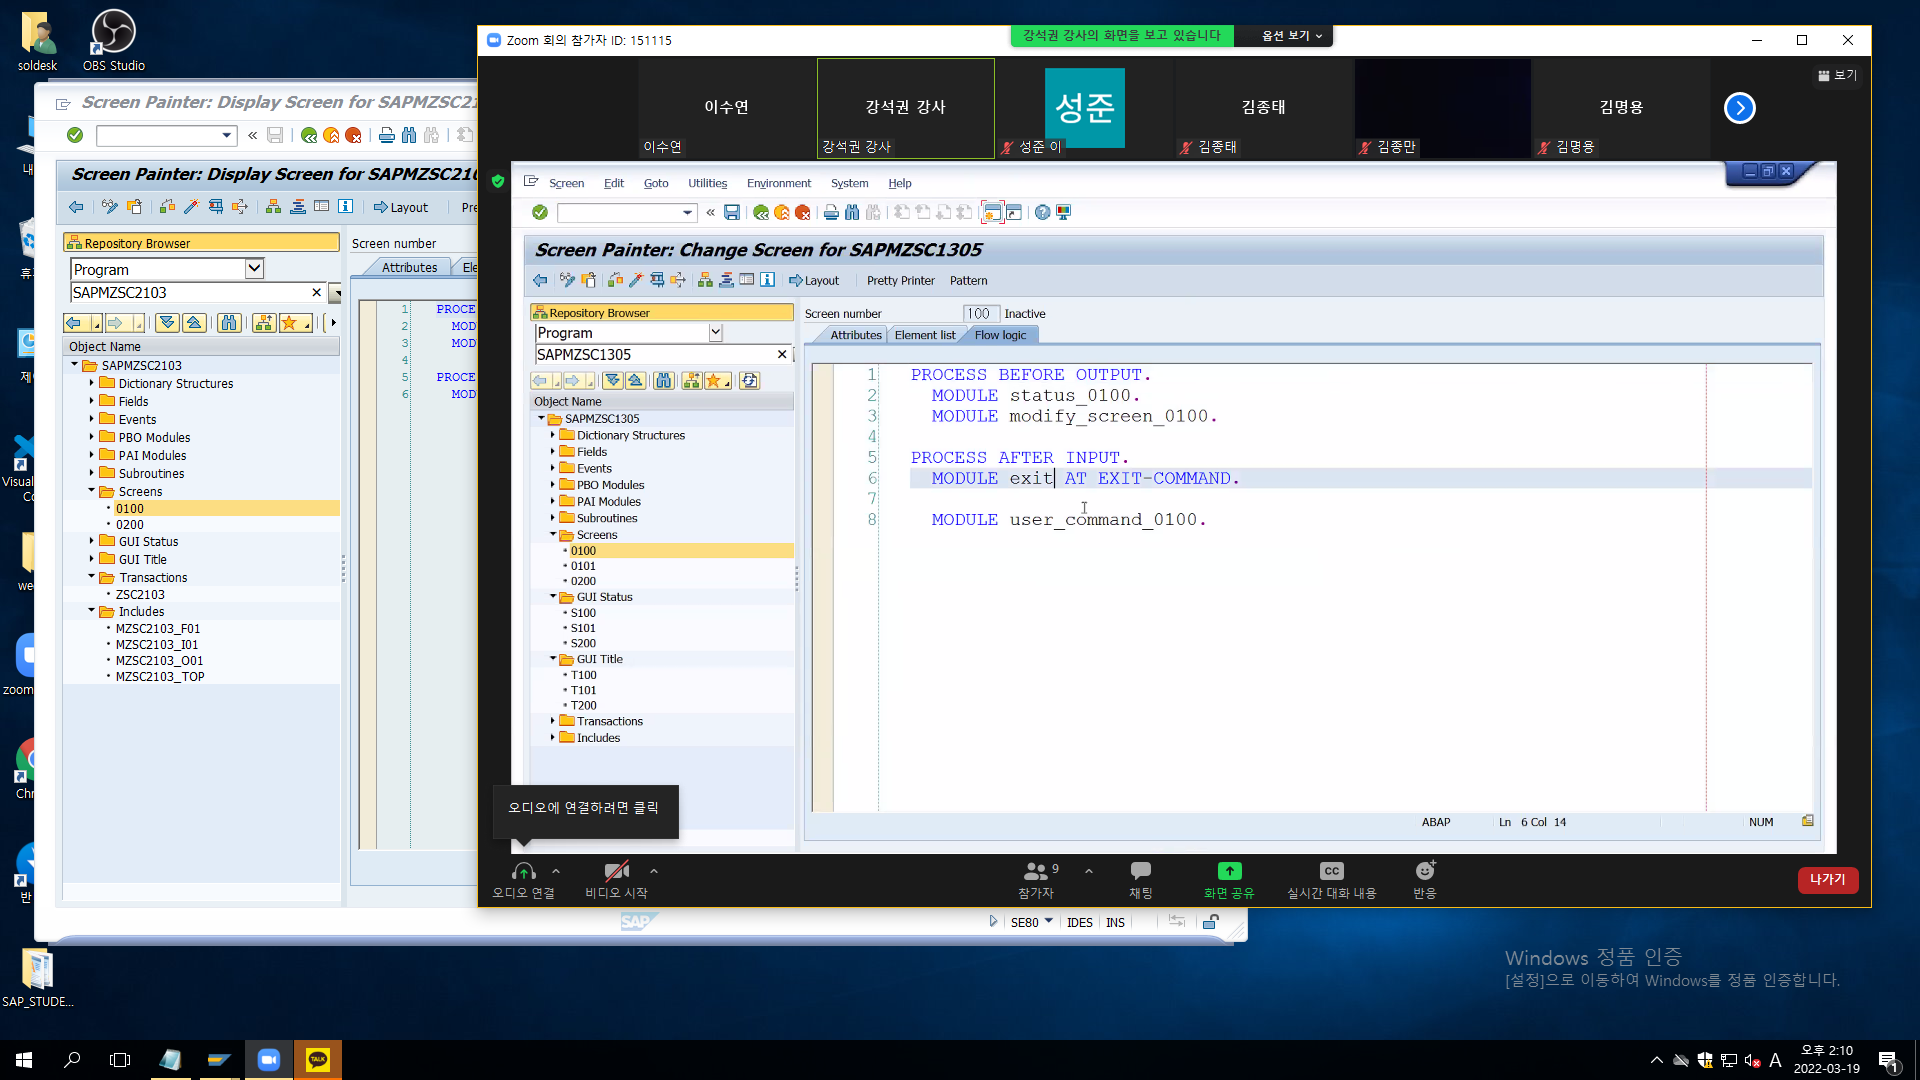 soldesk
OBS Studio
Zoom 회의 참가자 ID: 151115
강석권 강사의 화면을 보고 있습니다
옵션 보기
보기
이수연
이수연
강석권 강사
강석권 강사
성준
성준 이
김종태
김종태
김종만
김명용
김명용
Screen Painter: Display Screen for SAPMZSC21
Screen Painter: Display Screen for SAPMZSC210
Layout
Pre
Repository Browser
Program
SAPMZSC2103
Object Name
SAPMZSC2103
Dictionary Structures
Fields
Events
PBO Modules
PAI Modules
Subroutines
Screens
0100
0200
GUI Status
GUI Title
Transactions
ZSC2103
Includes
MZSC2103_F01
MZSC2103_I01
MZSC2103_O01
MZSC2103_TOP
Screen number
Attributes
Ele
1 PROCE
2 MOD
3 MOD
4
5 PROCE
6 MOD
Screen Edit Goto Utilities Environment System Help
Screen Painter: Change Screen for SAPMZSC1305
Layout Pretty Printer Pattern
Repository Browser
Program
SAPMZSC1305
Object Name
SAPMZSC1305
Dictionary Structures
Fields
Events
PBO Modules
PAI Modules
Subroutines
Screens
0100
0101
0200
GUI Status
S100
S101
S200
GUI Title
T100
T101
T200
Transactions
Includes
Screen number 100 Inactive
Attributes Element list Flow logic
1 PROCESS BEFORE OUTPUT.
2 MODULE status_0100.
3 MODULE modify_screen_0100.
4
5 PROCESS AFTER INPUT.
6 MODULE exit AT EXIT-COMMAND.
7
8 MODULE user_command_0100.
ABAP Ln 6 Col 14 NUM
오디오에 연결하려면 클릭
오디오 연결
비디오 시작
9
참가자
채팅
화면 공유
CC
실시간 대화 내용
반응
나가기
SAP
SE80 IDES INS
내
휴
제
Visual
Co
we
zoom
Chr
반
SAP_STUDE...
Windows 정품 인증
[설정]으로 이동하여 Windows를 정품 인증합니다.
TALK
A
오후 2:10
2022-03-19
1